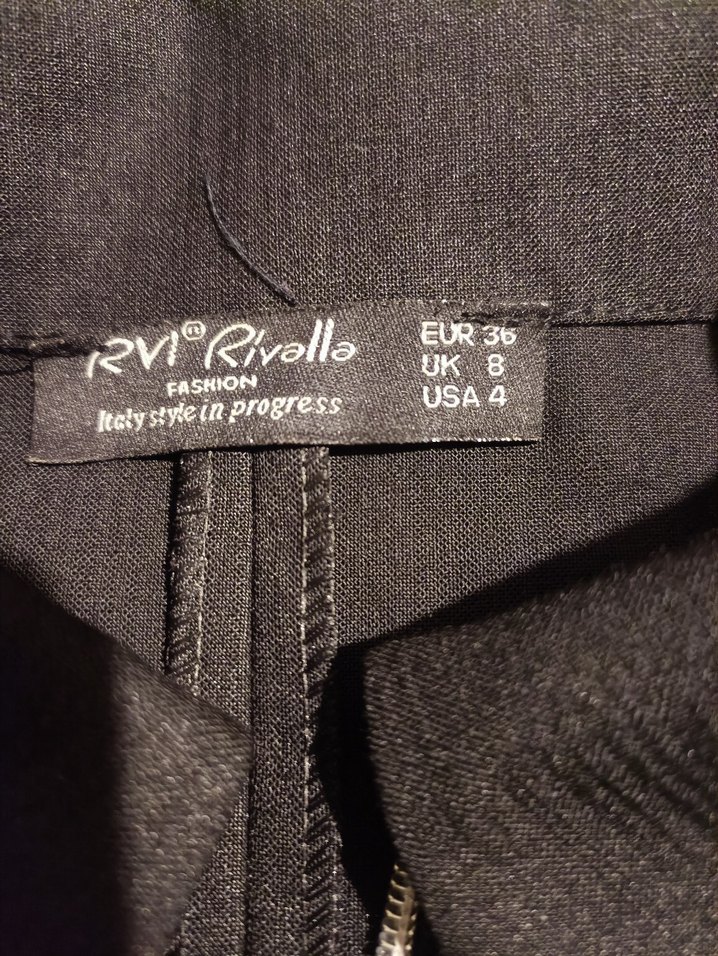 RVI® Rivalla
FASHION
Italy style in progress
EUR 36
UK 8
USA 4